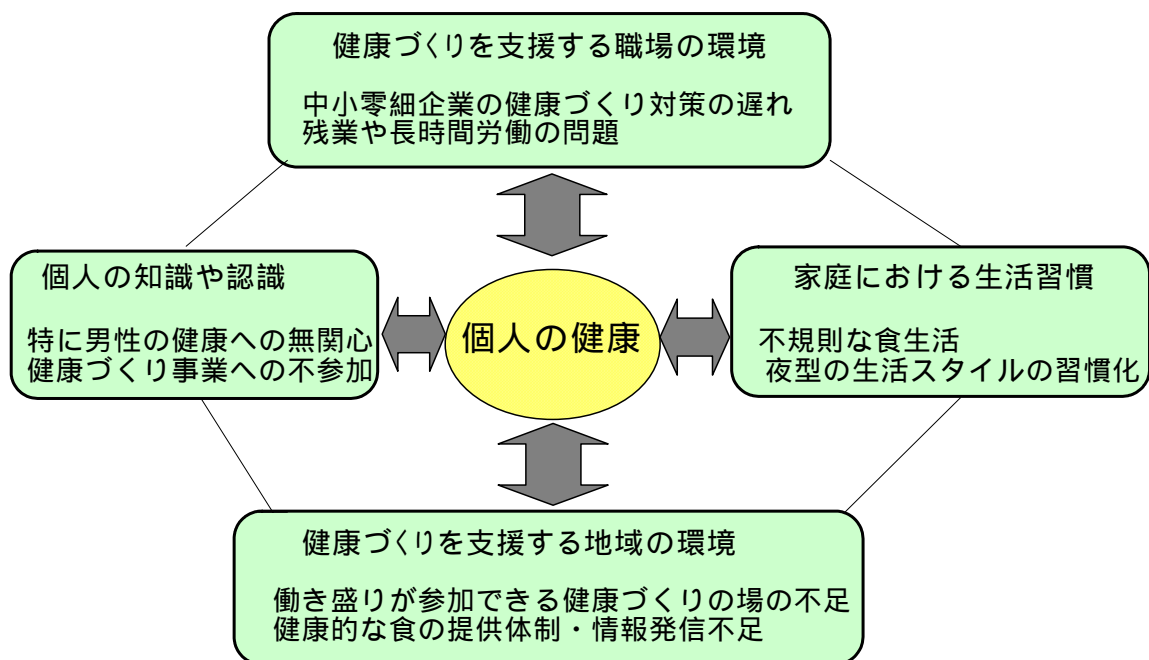 健康づくりを支援する職場の環境
中小零細企業の健康づくり対策の遅れ
残業や長時間労働の問題
個人の知識や認識
特に男性の健康への無関心
健康づくり事業への不参加
個人の健康
家庭における生活習慣
不規則な食生活
夜型の生活スタイルの習慣化
健康づくりを支援する地域の環境
働き盛りが参加できる健康づくりの場の不足
健康的な食の提供体制・情報発信不足